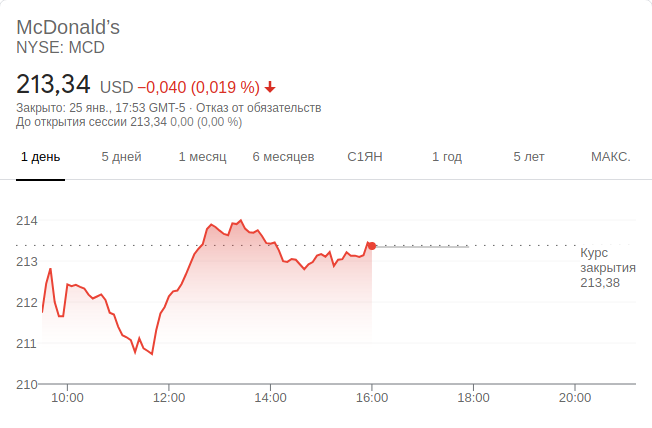 McDonald’s
NYSE: MCD
213,34 USD −0,040 (0,019 %)
Закрыто: 25 янв., 17:53 GMT-5 · Отказ от обязательств
До открытия сессии 213,34 0,00 (0,00 %)
1 день 5 дней 1 месяц 6 месяцев С1ЯН 1 год 5 лет МАКС.
214
213
212
211
210
Курс
закрытия
213,38
10:00 12:00 14:00 16:00 18:00 20:00